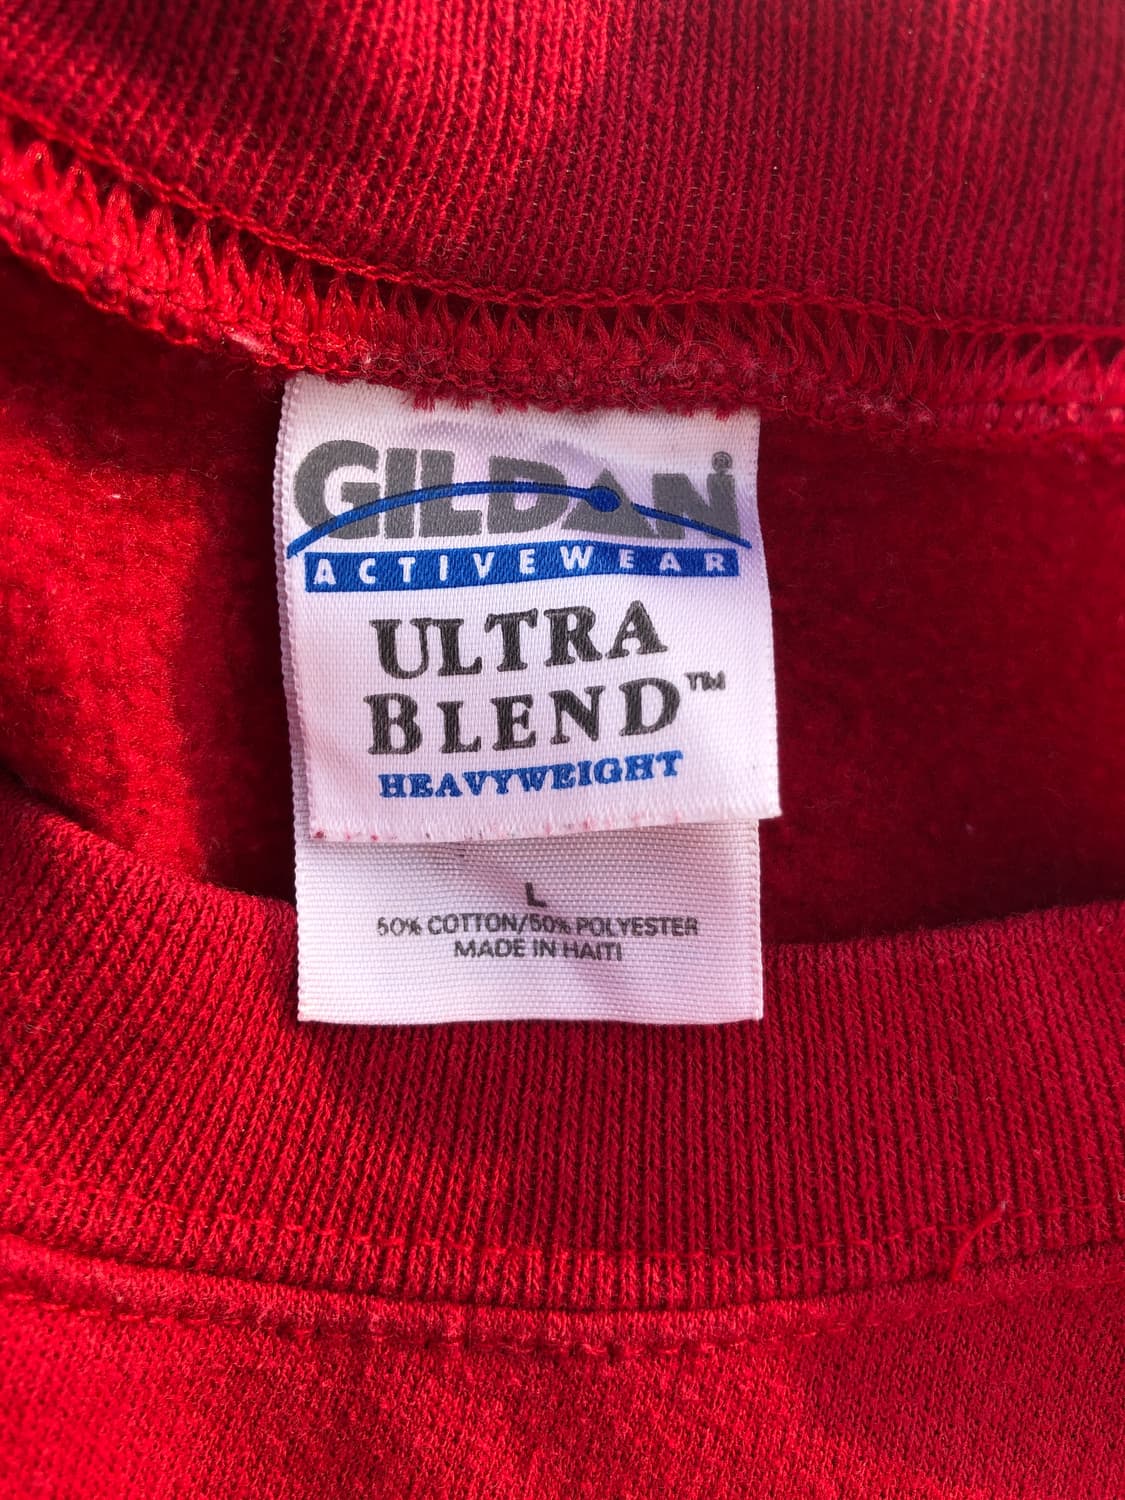 GILDAN®
ACTIVEWEAR
ULTRA
BLEND™
HEAVYWEIGHT
L
50% COTTON/50% POLYESTER
MADE IN HAITI